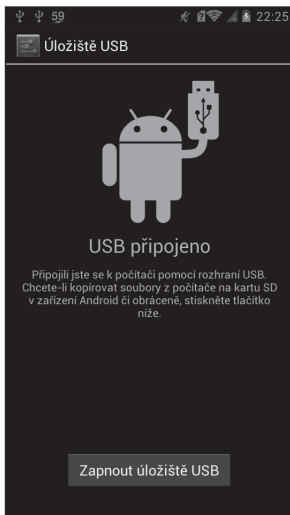 59 22:25
Úložiště USB
USB připojeno
Připojili jste se k počítači pomocí rozhraní USB.
Chcete-li kopírovat soubory z počítače na kartu SD
v zařízení Android či obráceně, stiskněte tlačítko
níže.
Zapnout úložiště USB